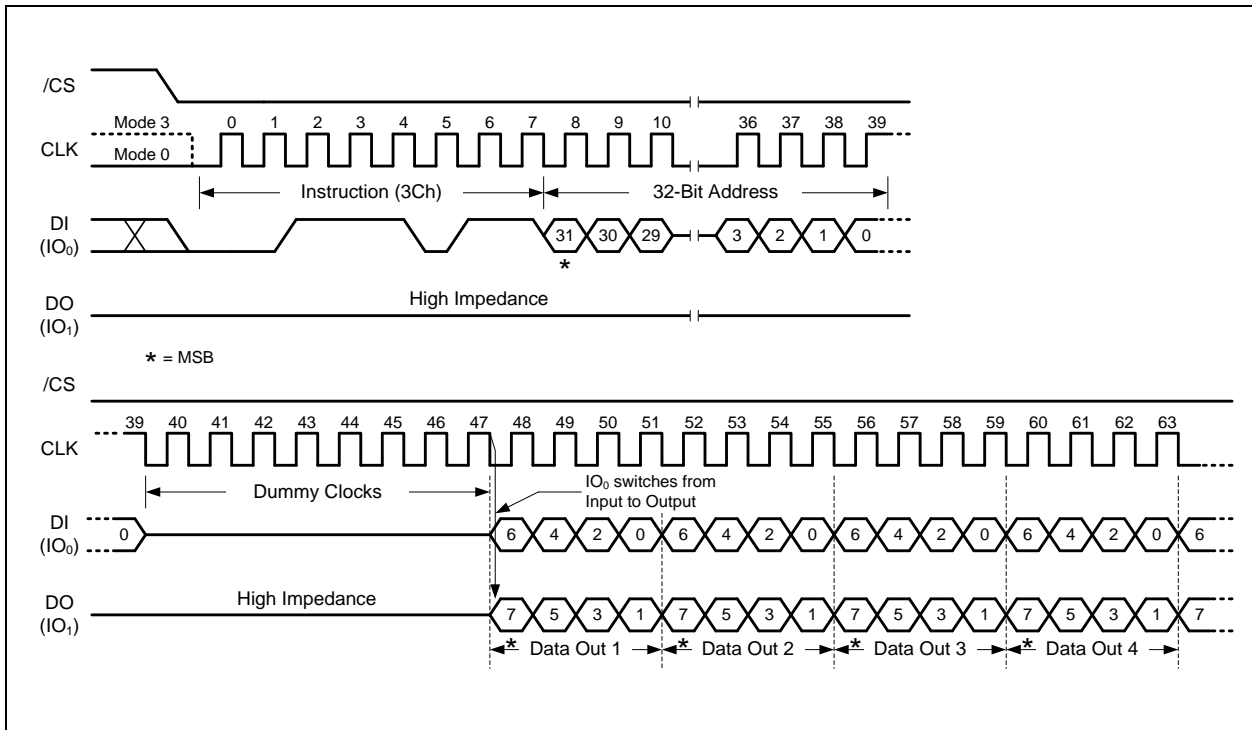 /CS
Mode 3
0 1 2 3 4 5 6 7 8 9 10 36 37 38 39
CLK
Mode 0
Instruction (3Ch) 32-Bit Address
DI
(IO₀)
31 30 29 3 2 1 0
*
DO
(IO₁)
High Impedance
* = MSB
/CS
39 40 41 42 43 44 45 46 47 48 49 50 51 52 53 54 55 56 57 58 59 60 61 62 63
CLK
Dummy Clocks
IO₀ switches from
Input to Output
DI
(IO₀)
0 6 4 2 0 6 4 2 0 6 4 2 0 6 4 2 0 6
DO
(IO₁)
High Impedance
7 5 3 1 7 5 3 1 7 5 3 1 7 5 3 1 7
* Data Out 1 * Data Out 2 * Data Out 3 * Data Out 4